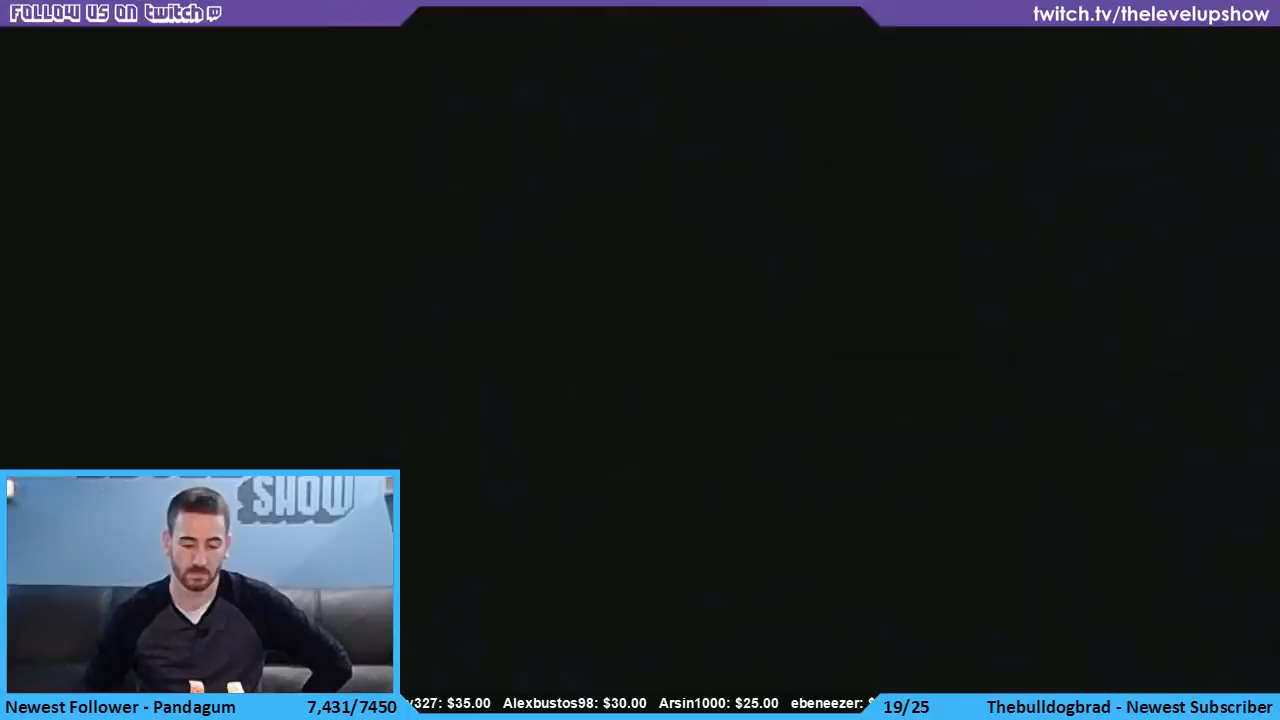 FOLLOW US ON twitch
twitch.tv/thelevelupshow
SHOW
327: $35.00 Alexbustos98: $30.00 Arsin1000: $25.00 ebeneezer:
Newest Follower - Pandagum 7,431/7450
19/25 Thebulldogbrad - Newest Subscriber